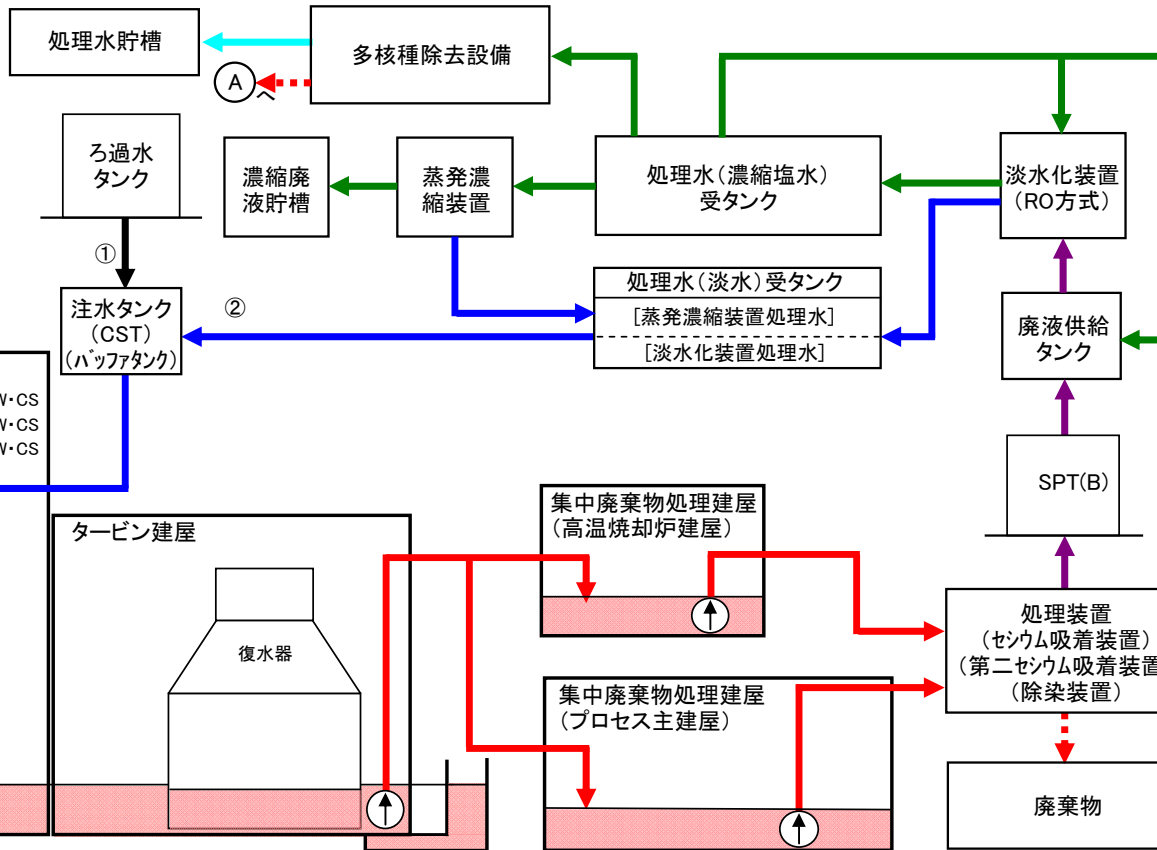 処理水貯槽
多核種除去設備
A
へ
ろ過水
タンク
濃縮廃
液貯槽
蒸発濃
縮装置
処理水(濃縮塩水)
受タンク
淡水化装置
(RO方式)
①
注水タンク
(CST)
(バッファタンク)
②
処理水(淡水)受タンク
[蒸発濃縮装置処理水]
[淡水化装置処理水]
廃液供給
タンク
W・CS
W・CS
W・CS
SPT(B)
タービン建屋
復水器
集中廃棄物処理建屋
(高温焼却炉建屋)
集中廃棄物処理建屋
(プロセス主建屋)
処理装置
(セシウム吸着装置)
(第二セシウム吸着装置
(除染装置)
廃棄物